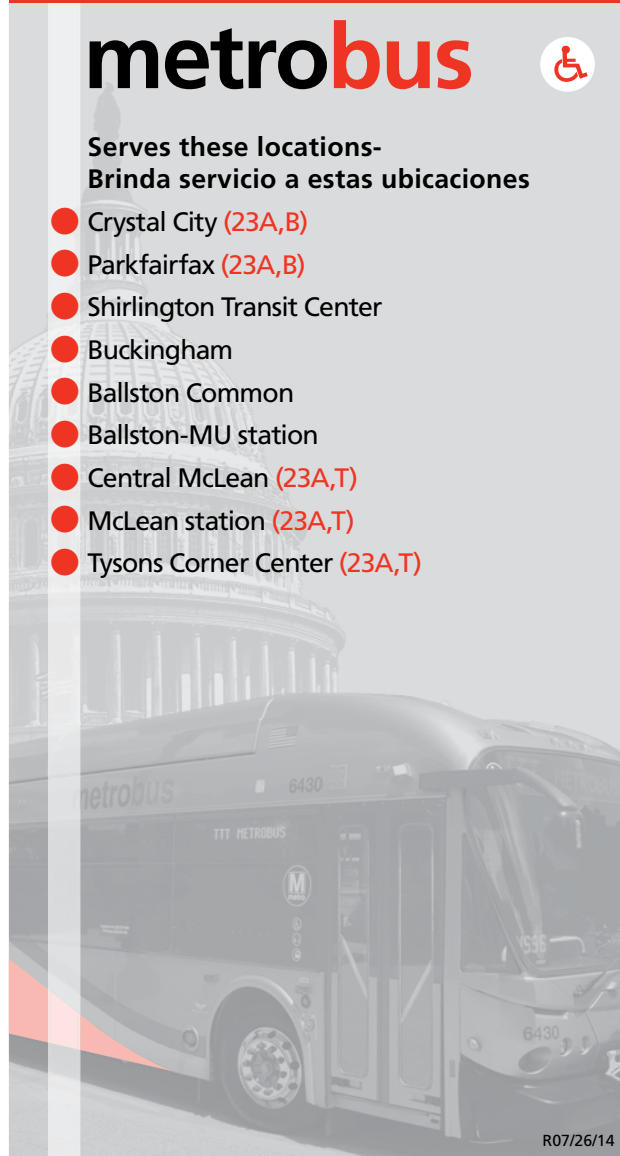 metrobus
Serves these locations-
Brinda servicio a estas ubicaciones
Crystal City (23A,B)
Parkfairfax (23A,B)
Shirlington Transit Center
Buckingham
Ballston Common
Ballston-MU station
Central McLean (23A,T)
McLean station (23A,T)
Tysons Corner Center (23A,T)
metrobus
6430
TTT METROBUS
M
metro
6430
R07/26/14